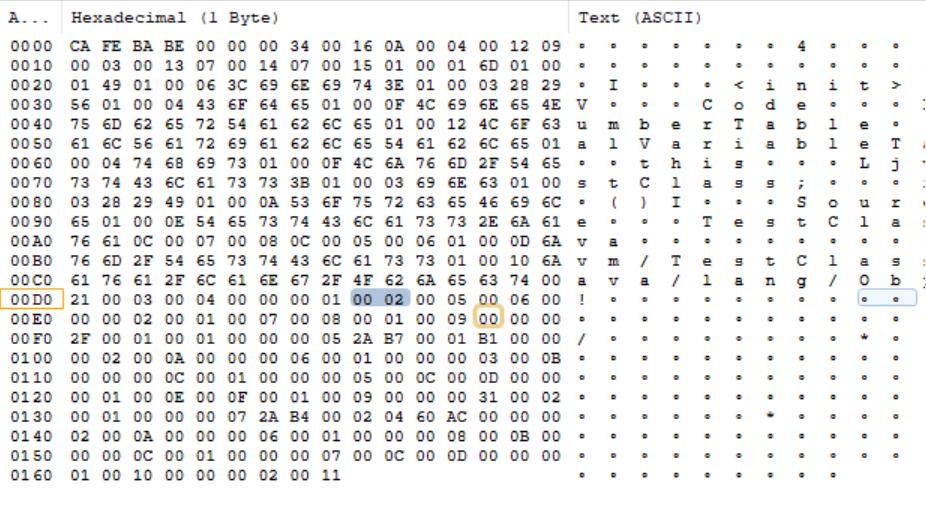 A... Hexadecimal (1 Byte) Text (ASCII)
0000 CA FE BA BE 00 00 00 34 00 16 0A 00 04 00 12 09 ∘ ∘ ∘ ∘ ∘ ∘ ∘ 4 ∘ ∘ ∘
0010 00 03 00 13 07 00 14 07 00 15 01 00 01 6D 01 00 ∘ ∘ ∘ ∘ ∘ ∘ ∘ ∘ ∘ ∘ ∘
0020 01 49 01 00 06 3C 69 6E 69 74 3E 01 00 03 28 29 ∘ I ∘ ∘ ∘ < i n i t >
0030 56 01 00 04 43 6F 64 65 01 00 0F 4C 69 6E 65 4E V ∘ ∘ ∘ C o d e ∘ ∘ ∘
0040 75 6D 62 65 72 54 61 62 6C 65 01 00 12 4C 6F 63 u m b e r T a b l e ∘
0050 61 6C 56 61 72 69 61 62 6C 65 54 61 62 6C 65 01 a l V a r i a b l e T
0060 00 04 74 68 69 73 01 00 0F 4C 6A 76 6D 2F 54 65 ∘ ∘ t h i s ∘ ∘ ∘ L j
0070 73 74 43 6C 61 73 73 3B 01 00 03 69 6E 63 01 00 s t C l a s s ; ∘ ∘ ∘
0080 03 28 29 49 01 00 0A 53 6F 75 72 63 65 46 69 6C ∘ ( ) I ∘ ∘ ∘ S o u r
0090 65 01 00 0E 54 65 73 74 43 6C 61 73 73 2E 6A 61 e ∘ ∘ ∘ T e s t C l a
00A0 76 61 0C 00 07 00 08 0C 00 05 00 06 01 00 0D 6A v a ∘ ∘ ∘ ∘ ∘ ∘ ∘ ∘ ∘
00B0 76 6D 2F 54 65 73 74 43 6C 61 73 73 01 00 10 6A v m / T e s t C l a s
00C0 61 76 61 2F 6C 61 6E 67 2F 4F 62 6A 65 63 74 00 a v a / l a n g / O b
00D0 21 00 03 00 04 00 00 00 01 00 02 00 05 00 06 00 ! ∘ ∘ ∘ ∘ ∘ ∘ ∘ ∘ ∘ ∘
00E0 00 00 02 00 01 00 07 00 08 00 01 00 09 00 00 00 ∘ ∘ ∘ ∘ ∘ ∘ ∘ ∘ ∘ ∘ ∘
00F0 2F 00 01 00 01 00 00 00 05 2A B7 00 01 B1 00 00 / ∘ ∘ ∘ ∘ ∘ ∘ ∘ ∘ * ∘
0100 00 02 00 0A 00 00 00 06 00 01 00 00 00 03 00 0B ∘ ∘ ∘ ∘ ∘ ∘ ∘ ∘ ∘ ∘ ∘
0110 00 00 00 0C 00 01 00 00 00 05 00 0C 00 0D 00 00 ∘ ∘ ∘ ∘ ∘ ∘ ∘ ∘ ∘ ∘ ∘
0120 00 01 00 0E 00 0F 00 01 00 09 00 00 00 31 00 02 ∘ ∘ ∘ ∘ ∘ ∘ ∘ ∘ ∘ ∘ ∘
0130 00 01 00 00 00 07 2A B4 00 02 04 60 AC 00 00 00 ∘ ∘ ∘ ∘ ∘ ∘ * ∘ ∘ ∘ ∘
0140 02 00 0A 00 00 00 06 00 01 00 00 00 08 00 0B 00 ∘ ∘ ∘ ∘ ∘ ∘ ∘ ∘ ∘ ∘ ∘
0150 00 00 0C 00 01 00 00 00 07 00 0C 00 0D 00 00 00 ∘ ∘ ∘ ∘ ∘ ∘ ∘ ∘ ∘ ∘ ∘
0160 01 00 10 00 00 00 02 00 11 ∘ ∘ ∘ ∘ ∘ ∘ ∘ ∘ ∘